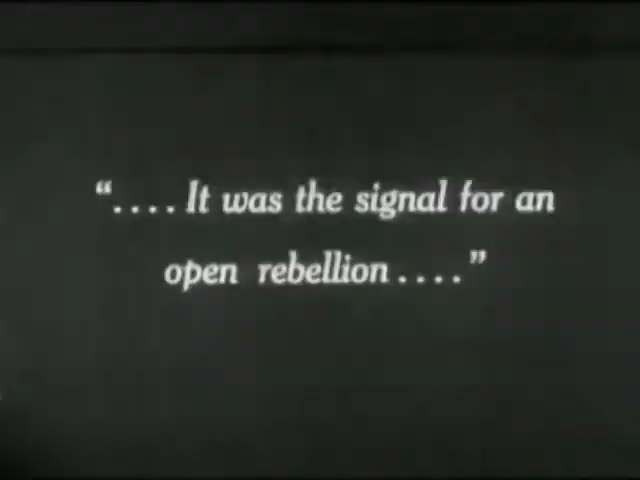 “.... It was the signal for an
open rebellion ....”